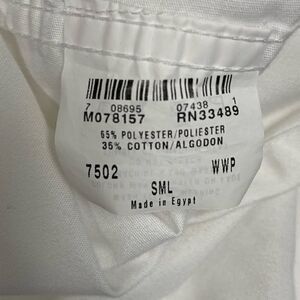 7 08695 07438 1
M078157 RN33489
65% POLYESTER/POLIESTER
35% COTTON/ALGODON
7502 WWP
SML
Made in Egypt